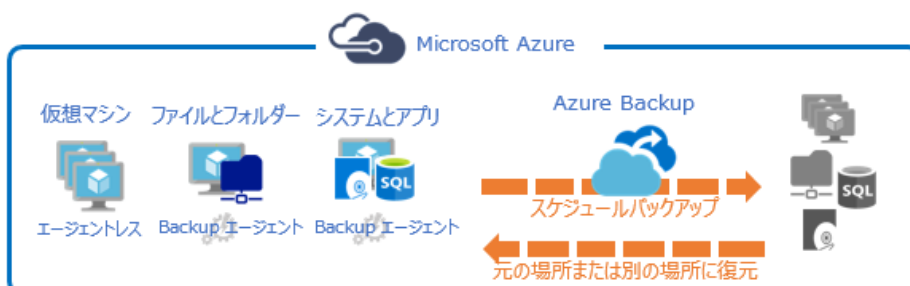 Microsoft Azure
仮想マシン
ファイルとフォルダー
システムとアプリ
Azure Backup
SQL
SQL
エージェントレス
Backup エージェント
Backup エージェント
スケジュールバックアップ
元の場所または別の場所に復元